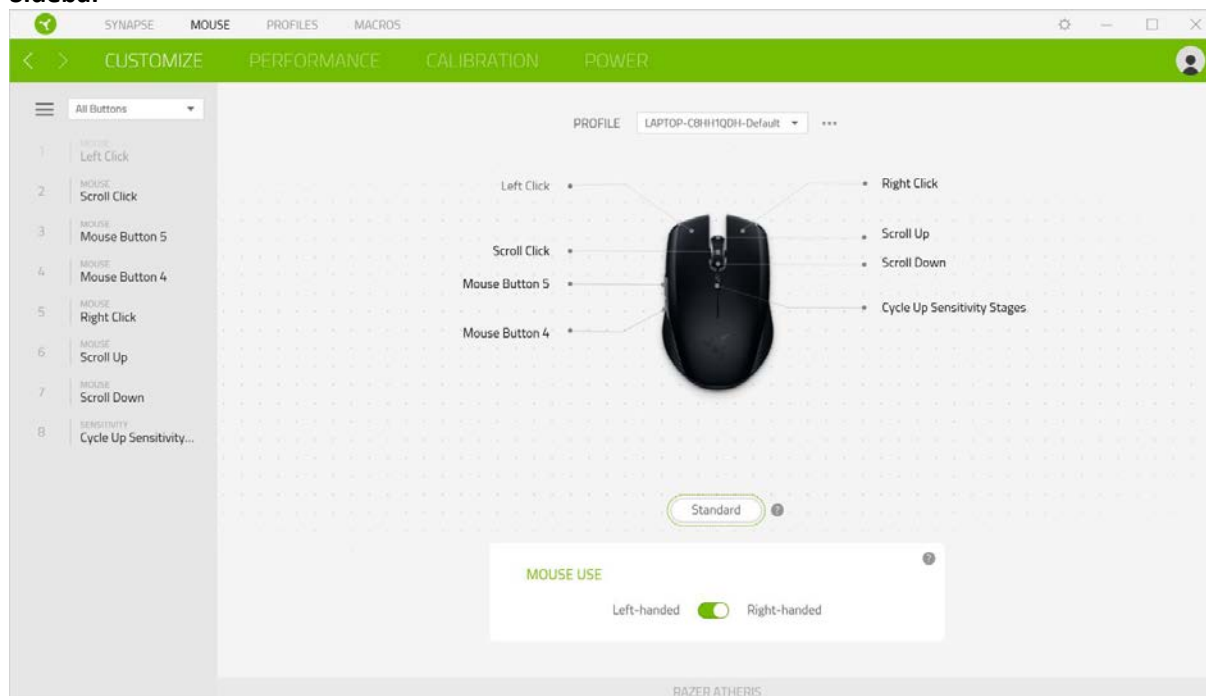 SYNAPSE MOUSE PROFILES MACROS
CUSTOMIZE PERFORMANCE CALIBRATION POWER
All Buttons
PROFILE LAPTOP-C8HH1QDH-Default
1 MOUSE
Left Click
2 MOUSE
Scroll Click
3 MOUSE
Mouse Button 5
4 MOUSE
Mouse Button 4
5 MOUSE
Right Click
6 MOUSE
Scroll Up
7 MOUSE
Scroll Down
8 SENSITIVITY
Cycle Up Sensitivity...
Left Click
Scroll Click
Mouse Button 5
Mouse Button 4
Right Click
Scroll Up
Scroll Down
Cycle Up Sensitivity Stages
Standard ?
MOUSE USE ?
Left-handed Right-handed
RAZER ATHERIS